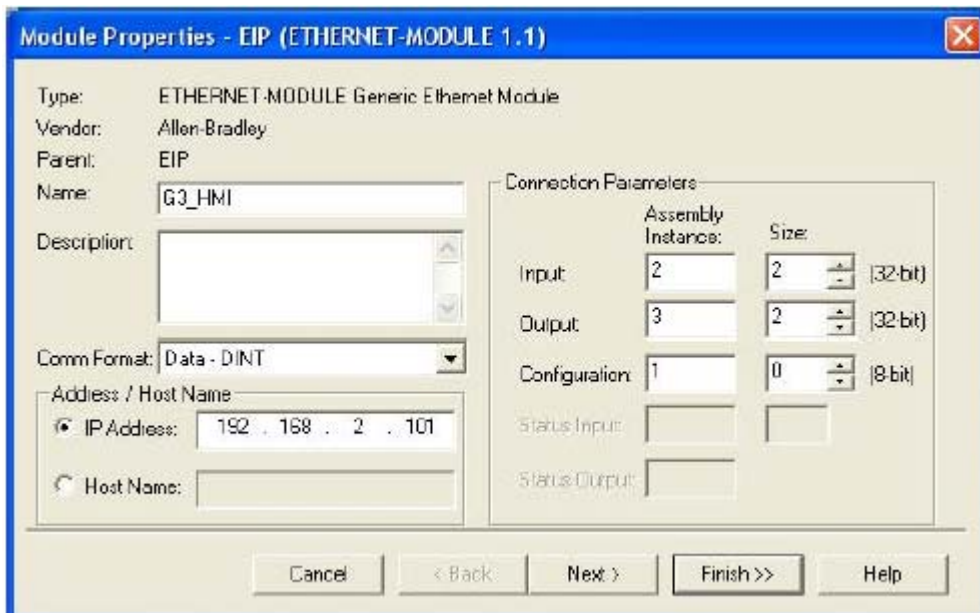 Module Properties - EIP (ETHERNET-MODULE 1.1)
Type: ETHERNET-MODULE Generic Ethernet Module
Vendor: Allen-Bradley
Parent: EIP
Name: G3_HMI
Description:
Comm Format: Data - DINT
Address / Host Name
IP Address: 192 . 168 . 2 . 101
Host Name:
Connection Parameters
Assembly Instance: Size:
Input: 2 2 (32-bit)
Output: 3 2 (32-bit)
Configuration: 1 0 (8-bit)
Status Input:
Status Output:
Cancel < Back Next > Finish >> Help